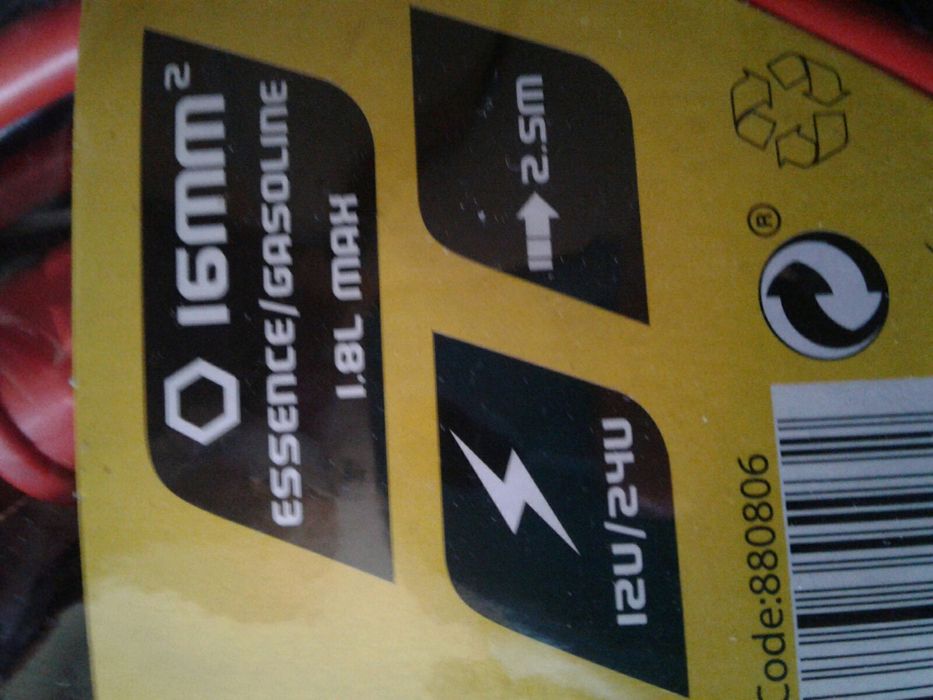 16MM²
ESSENCE/GASOLINE
1.8L MAX
2.5M
12V/24V
®
Code:880806